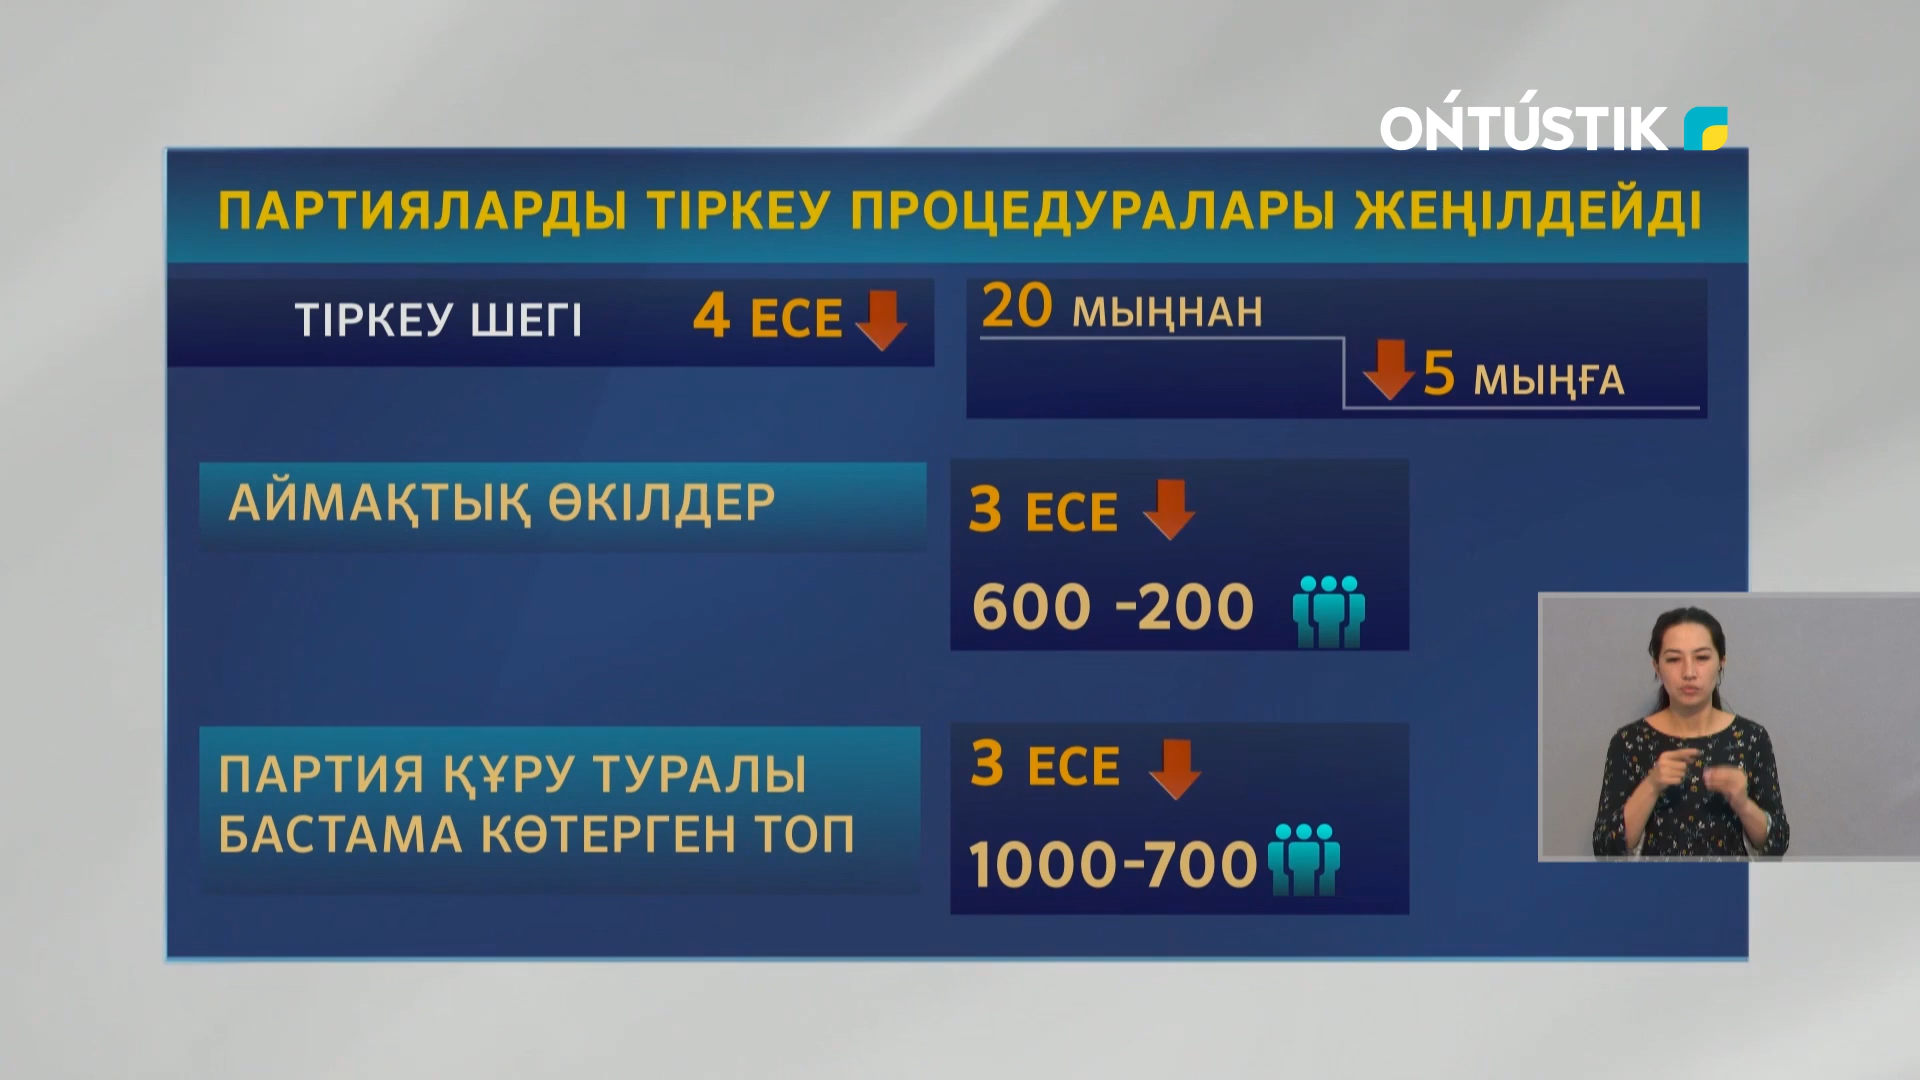 OŃTÚSTIK
ПАРТИЯЛАРДЫ ТІРКЕУ ПРОЦЕДУРАЛАРЫ ЖЕҢІЛДЕЙДІ
ТІРКЕУ ШЕГІ 4 ЕСЕ
20 МЫҢНАН
5 МЫҢҒА
АЙМАҚТЫҚ ӨКІЛДЕР
3 ЕСЕ
600 -200
ПАРТИЯ ҚҰРУ ТУРАЛЫ
БАСТАМА КӨТЕРГЕН ТОП
3 ЕСЕ
1000-700